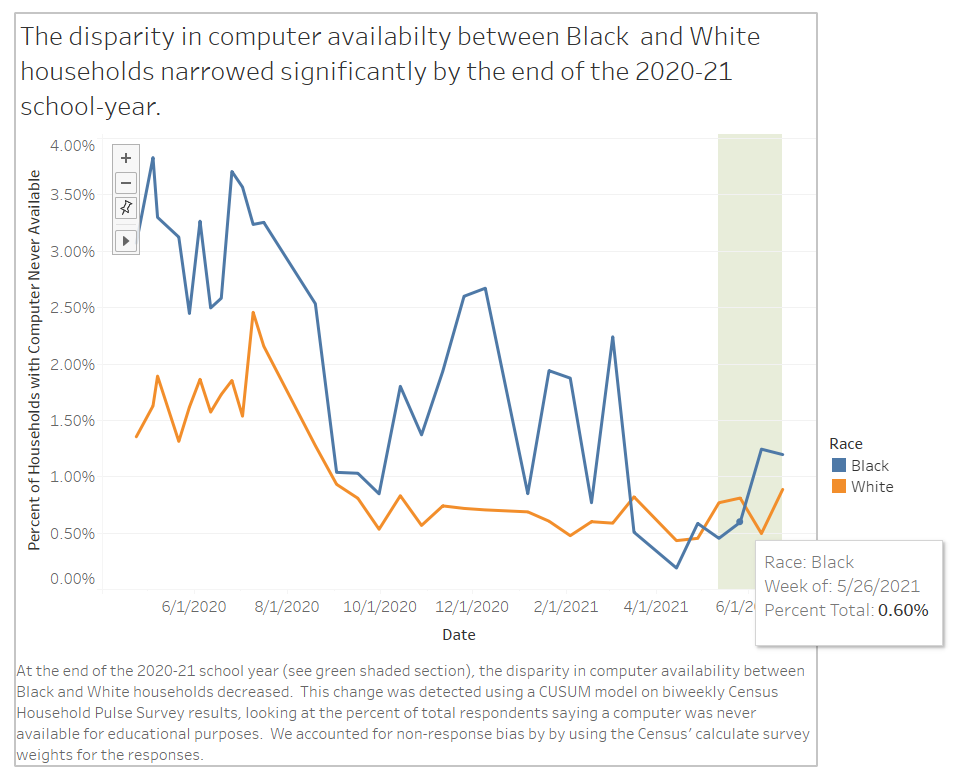 The disparity in computer availabilty between Black and White
households narrowed significantly by the end of the 2020-21
school-year.
Percent of Households with Computer Never Available
4.00%
3.50%
3.00%
2.50%
2.00%
1.50%
1.00%
0.50%
0.00%
6/1/2020 8/1/2020 10/1/2020 12/1/2020 2/1/2021 4/1/2021 6/1/20
Date
Race
Black
White
Race: Black
Week of: 5/26/2021
Percent Total: 0.60%
At the end of the 2020-21 school year (see green shaded section), the disparity in computer availability between
Black and White households decreased. This change was detected using a CUSUM model on biweekly Census
Household Pulse Survey results, looking at the percent of total respondents saying a computer was never
available for educational purposes. We accounted for non-response bias by by using the Census' calculate survey
weights for the responses.